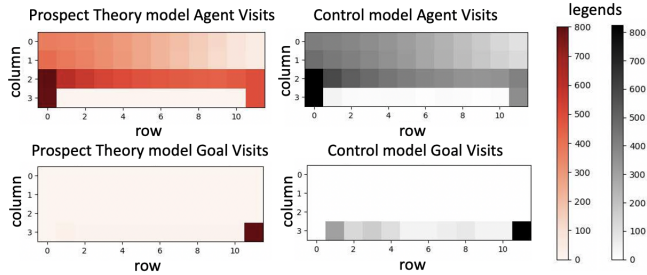 Prospect Theory model Agent Visits
Control model Agent Visits
legends
column
0
1
2
3
0 2 4 6 8 10
row
column
0
1
2
3
0 2 4 6 8 10
row
Prospect Theory model Goal Visits
Control model Goal Visits
column
0
1
2
3
0 2 4 6 8 10
row
column
0
1
2
3
0 2 4 6 8 10
row
800
700
600
500
400
300
200
100
0
800
700
600
500
400
300
200
100
0